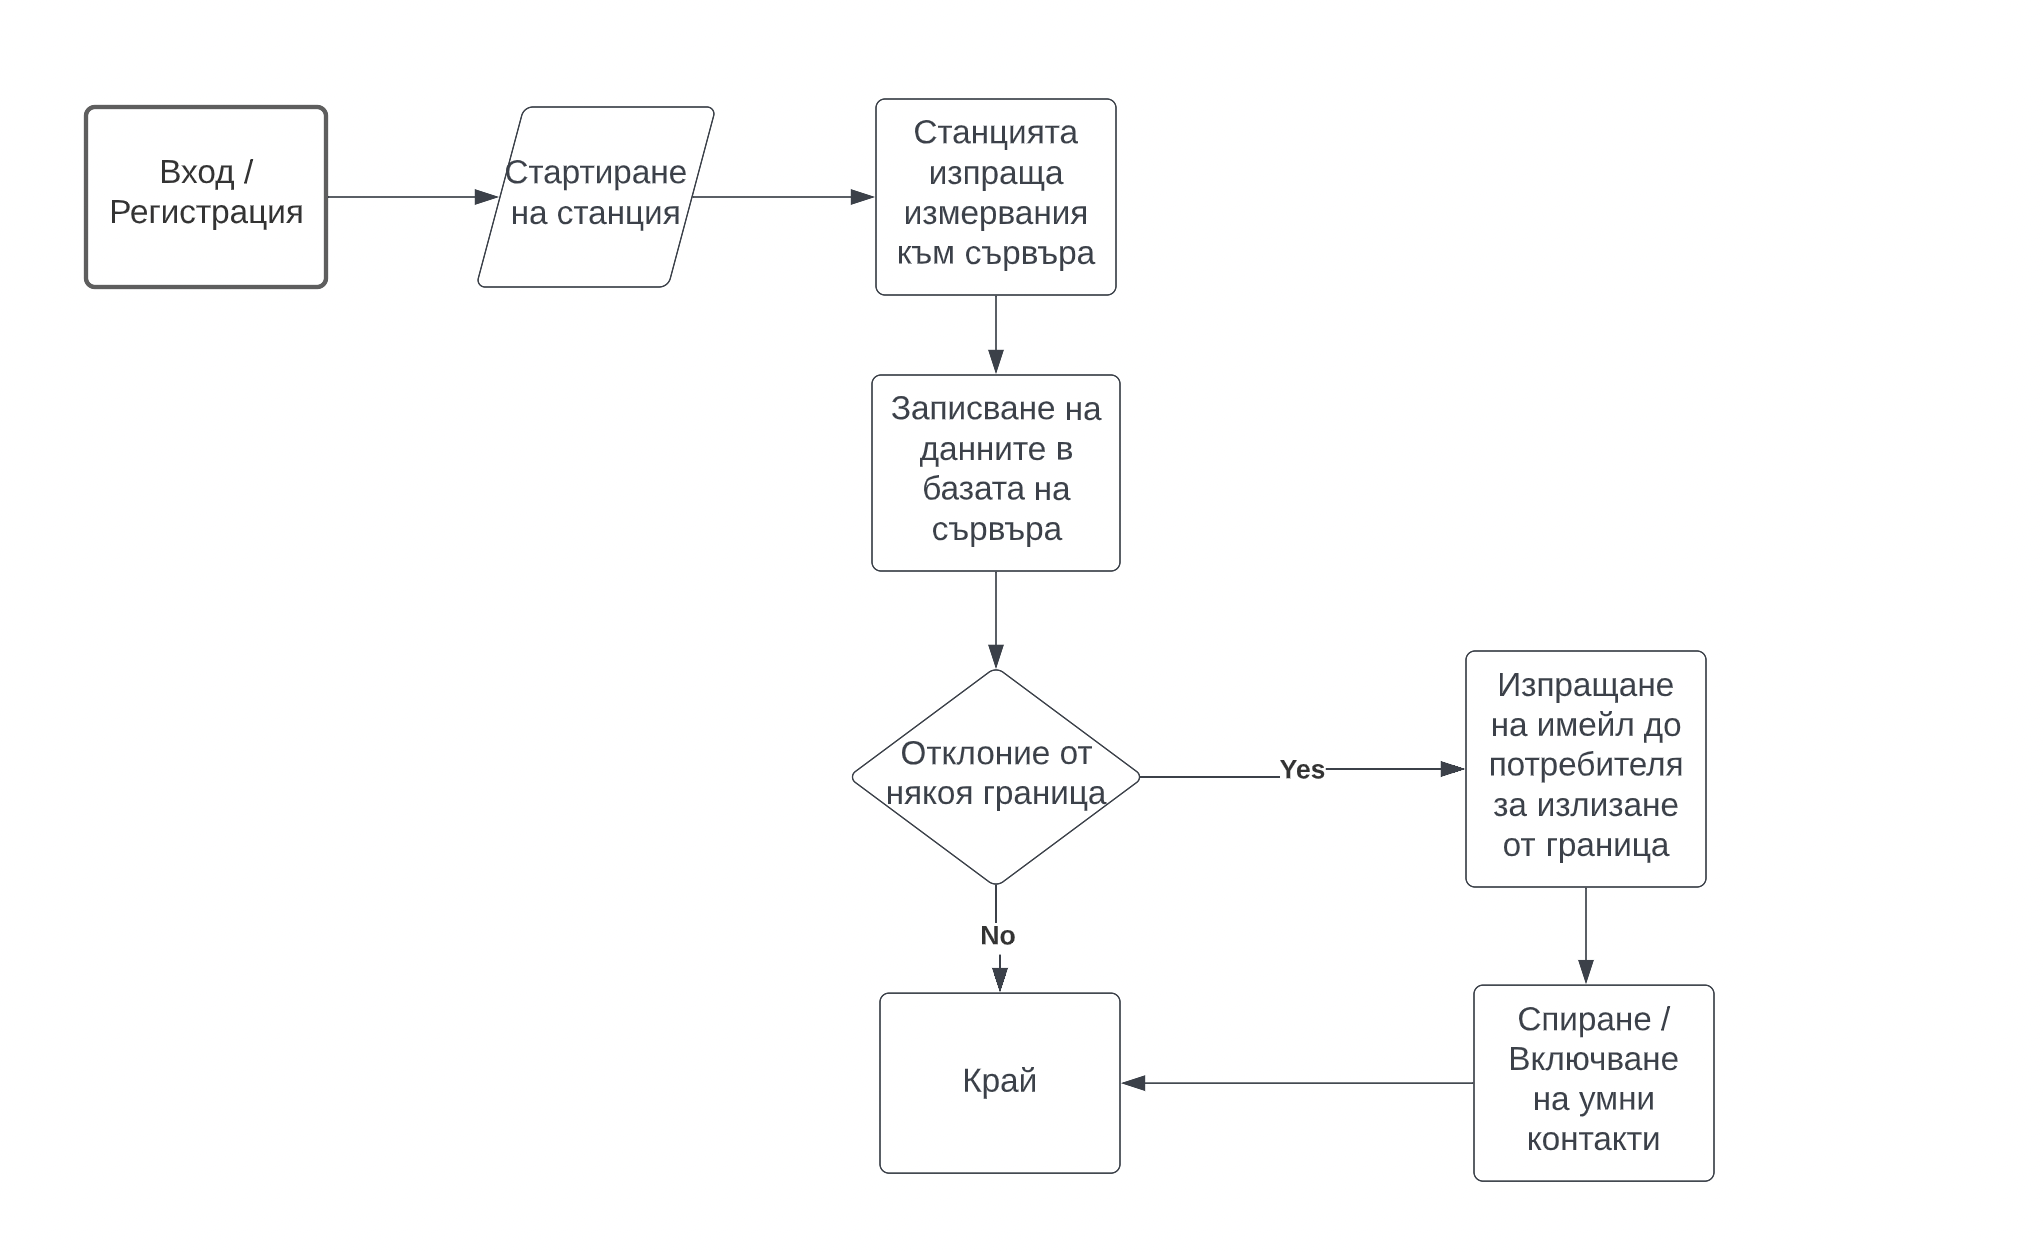 Вход /
Регистрация
Стартиране
на станция
Станцията
изпраща
измервания
към сървъра
Записване на
данните в
базата на
сървъра
Отклоние от
някоя граница
Yes
Изпращане
на имейл до
потребителя
за излизане
от граница
No
Край
Спиране /
Включване
на умни
контакти